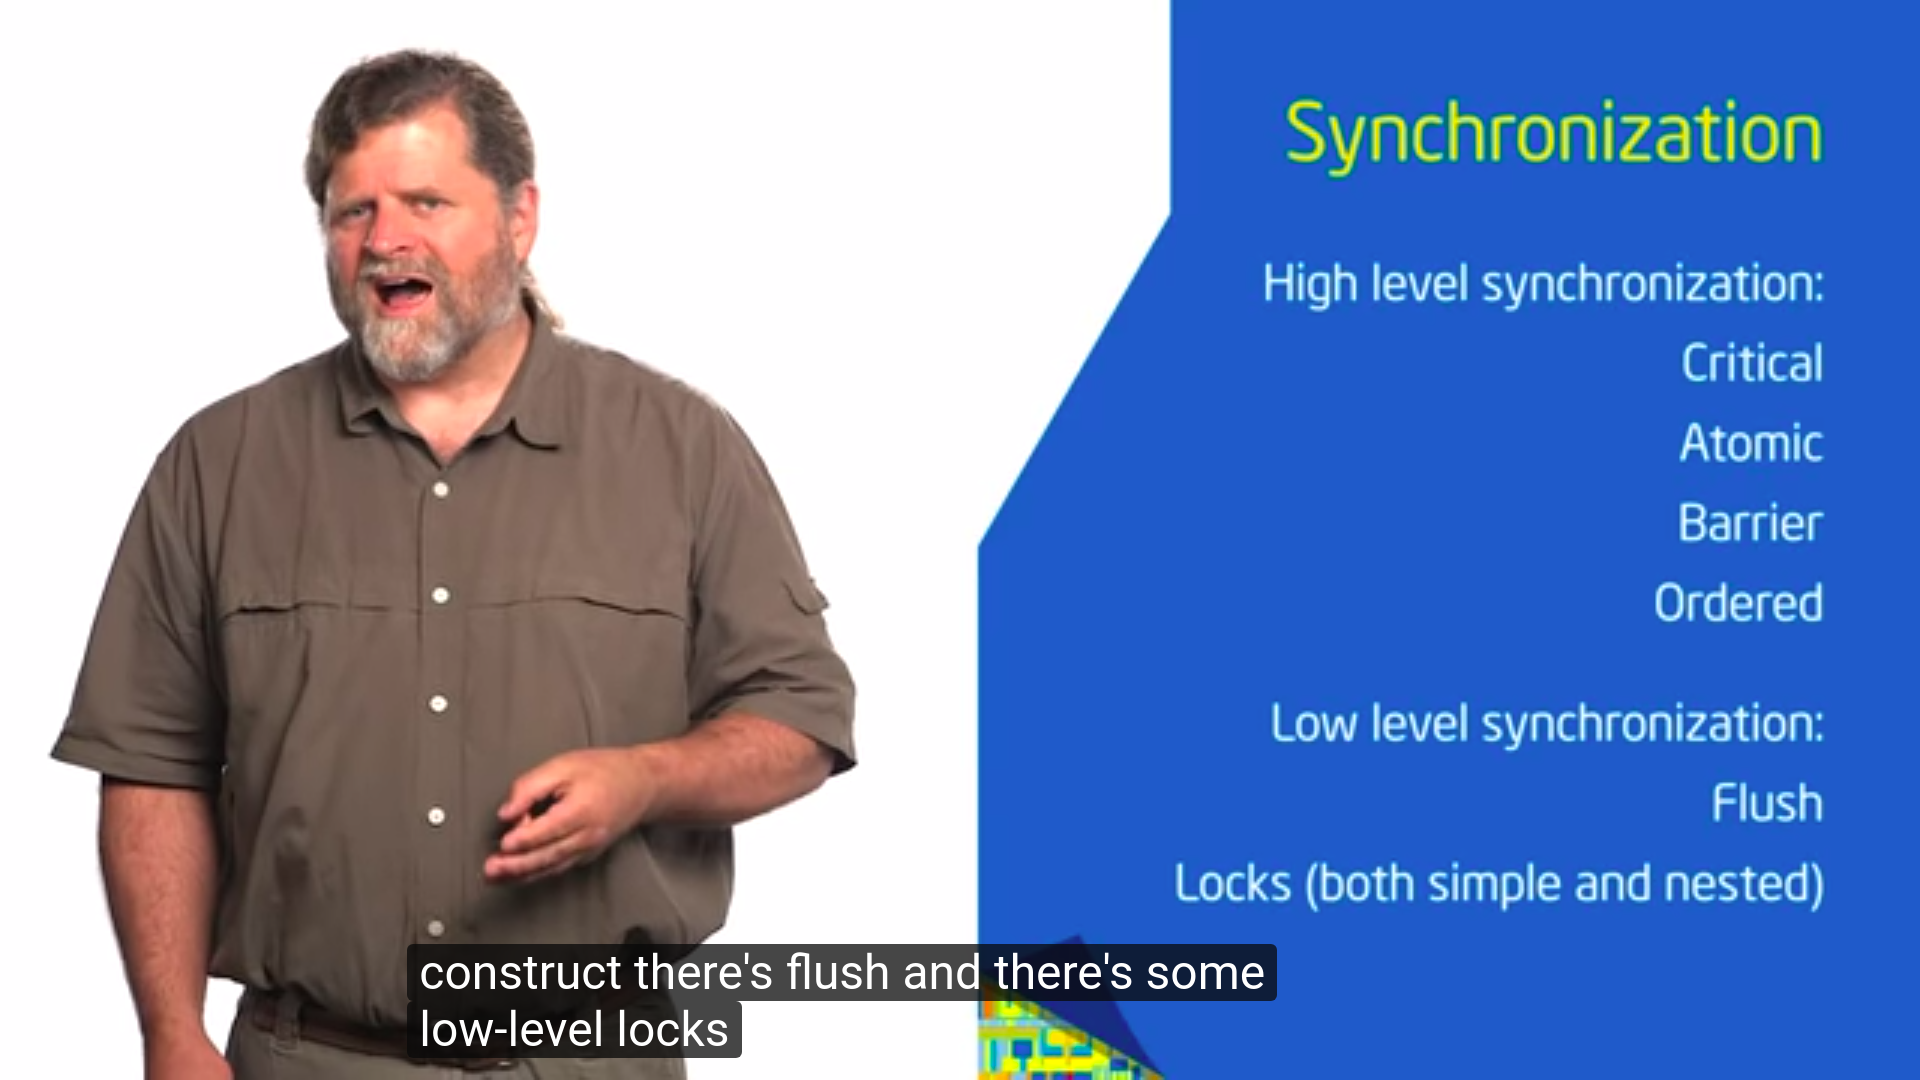 Synchronization
High level synchronization:
Critical
Atomic
Barrier
Ordered
Low level synchronization:
Flush
Locks (both simple and nested)
construct there's flush and there's some
low-level locks